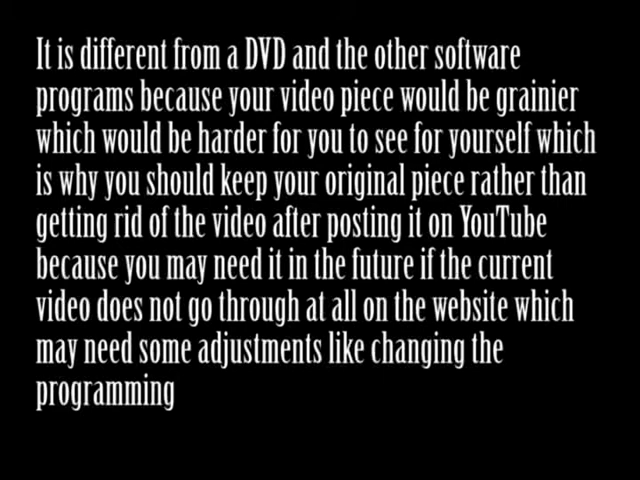 It is different from a DVD and the other software
programs because your video piece would be grainier
which would be harder for you to see for yourself which
is why you should keep your original piece rather than
getting rid of the video after posting it on YouTube
because you may need it in the future if the current
video does not go through at all on the website which
may need some adjustments like changing the
programming